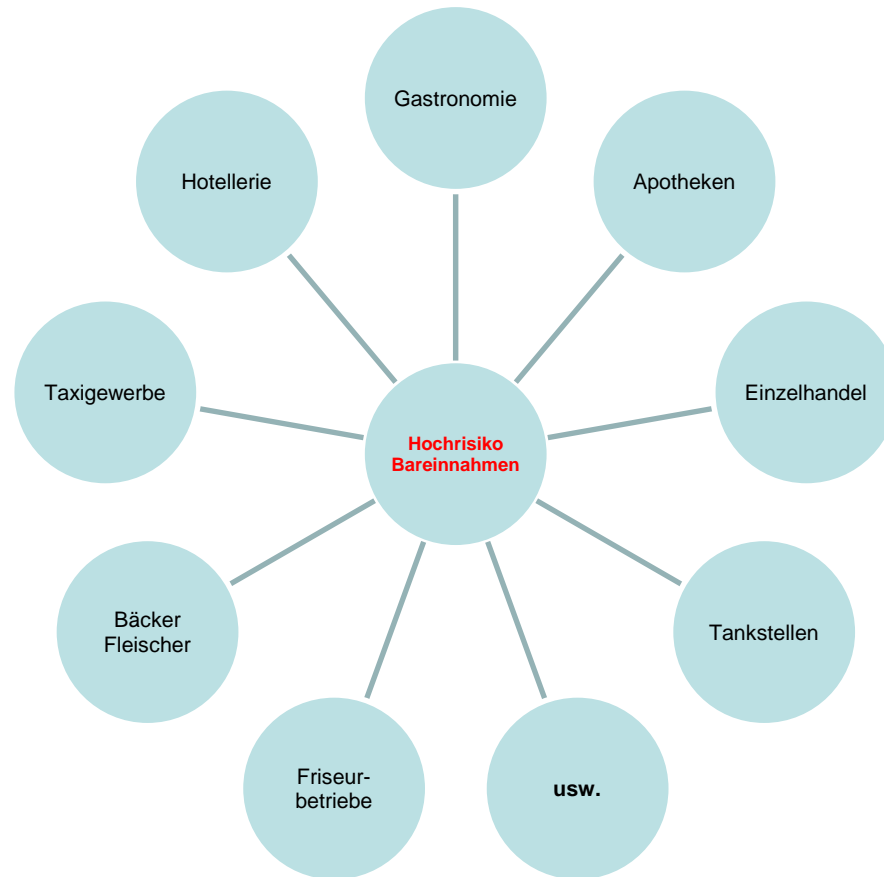 Gastronomie
Hotellerie
Apotheken
Taxigewerbe
Einzelhandel
Hochrisiko
Bareinnahmen
Bäcker
Fleischer
Tankstellen
Friseur-
betriebe
usw.